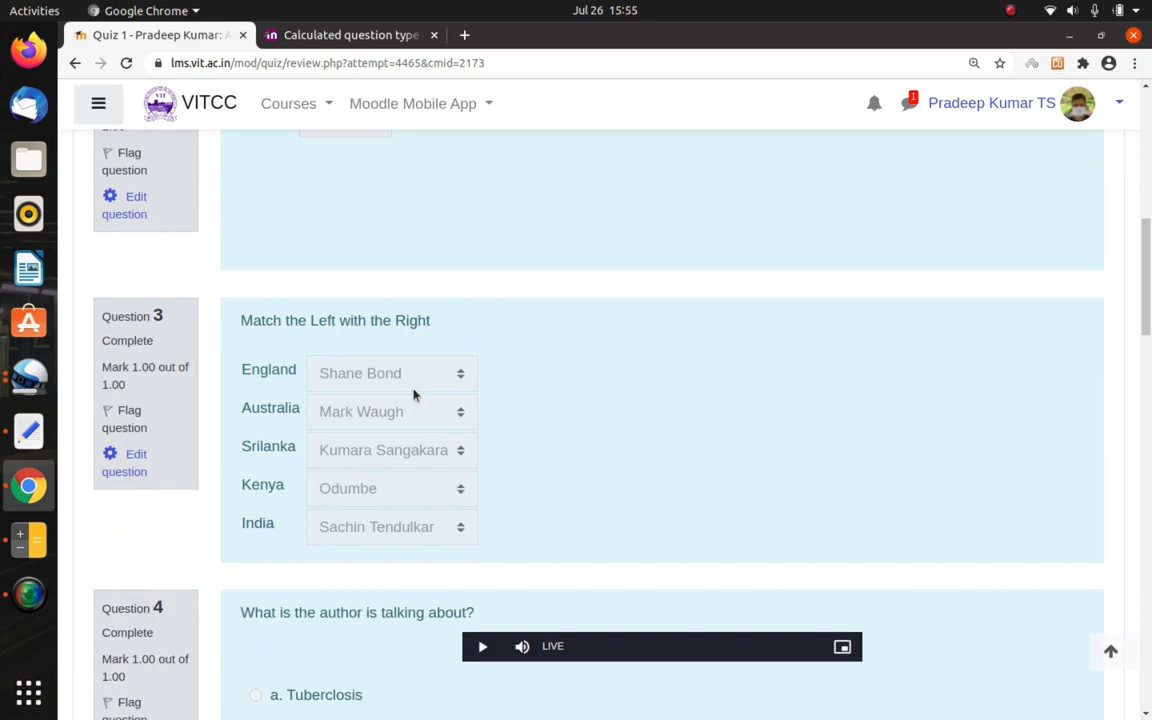 Activities
Google Chrome
Jul 26 15:55
Quiz 1 - Pradeep Kumar: A
Calculated question type
lms.vit.ac.in/mod/quiz/review.php?attempt=4465&cmid=2173
VITCC
Courses
Moodle Mobile App
1
Pradeep Kumar TS
Flag question
Edit question
Question 3
Complete
Mark 1.00 out of 1.00
Flag question
Edit question
Match the Left with the Right
England Shane Bond
Australia Mark Waugh
Srilanka Kumara Sangakara
Kenya Odumbe
India Sachin Tendulkar
Question 4
Complete
Mark 1.00 out of 1.00
Flag
What is the author is talking about?
LIVE
a. Tuberclosis